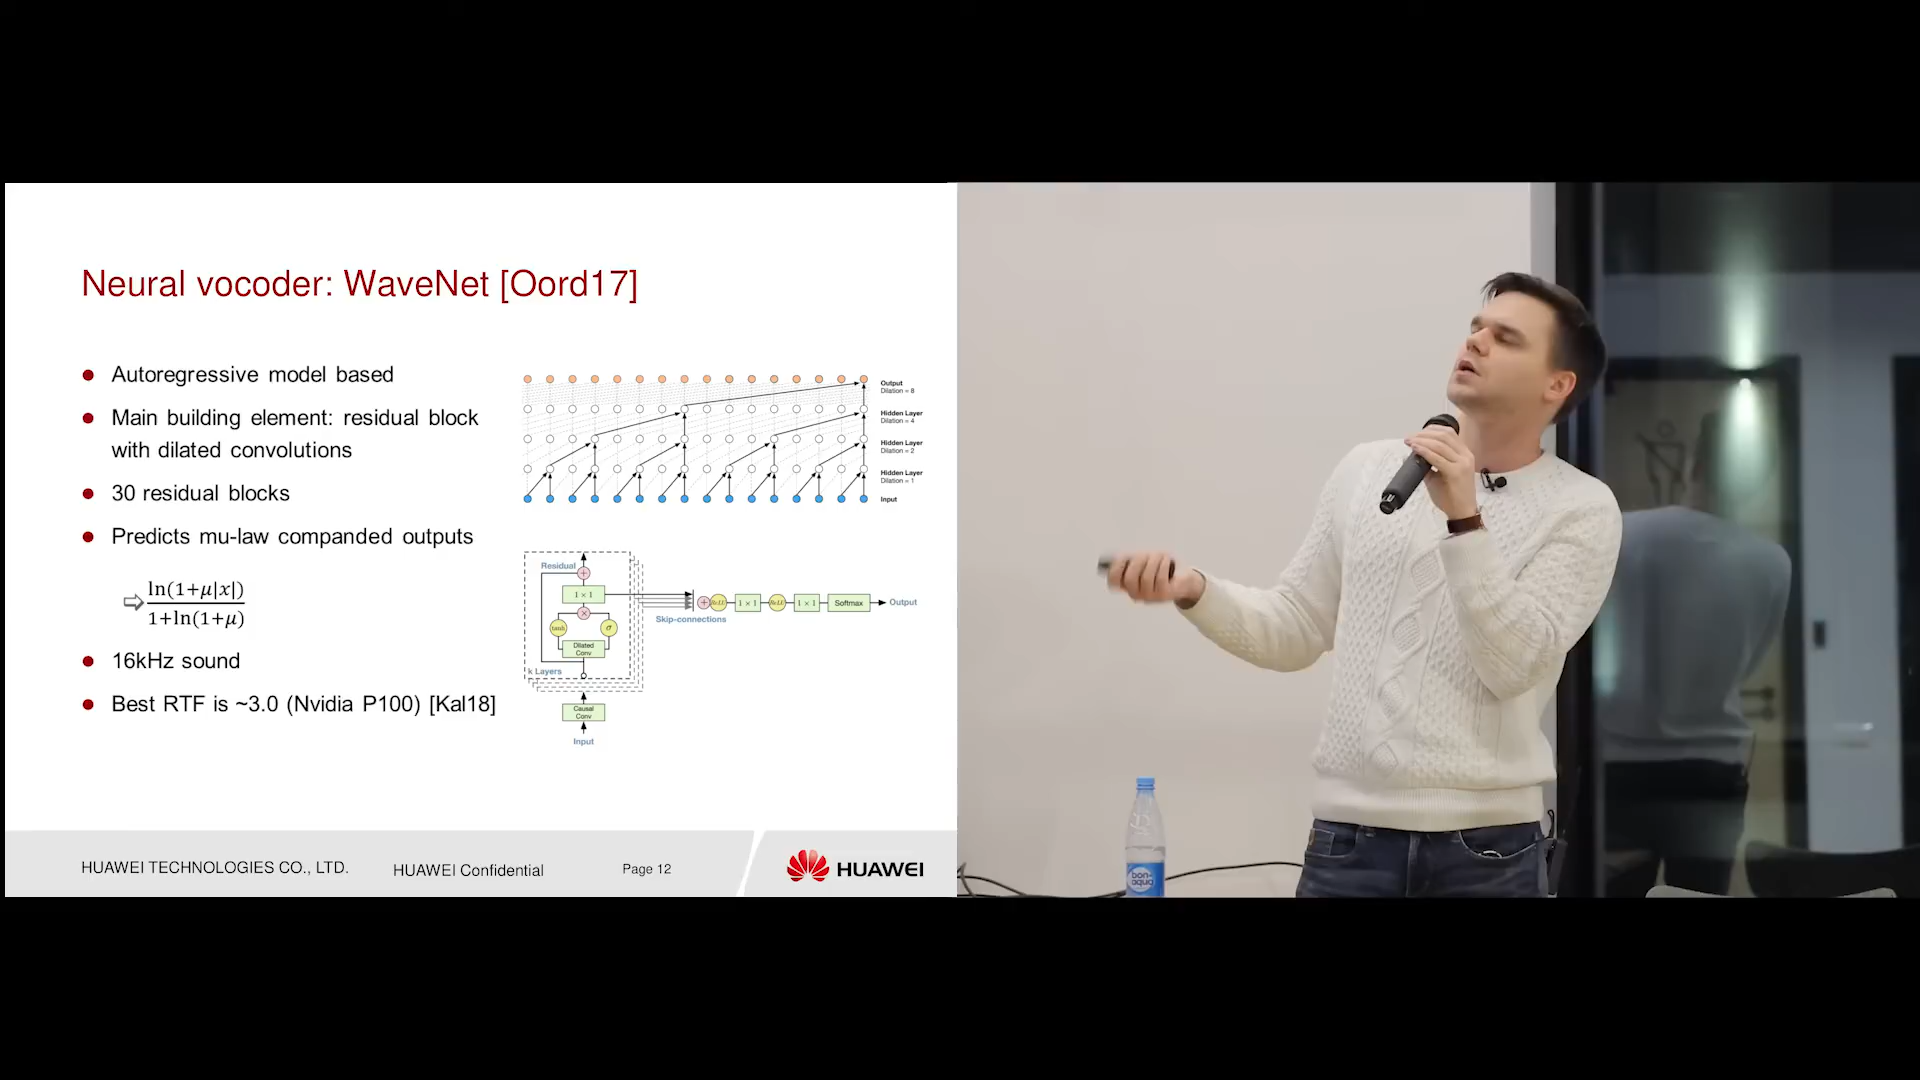 Neural vocoder: WaveNet [Oord17]
Autoregressive model based
Main building element: residual block
with dilated convolutions
30 residual blocks
Predicts mu-law companded outputs
⇨ ln(1+μ|x|)
1+ln(1+μ)
16kHz sound
Best RTF is ~3.0 (Nvidia P100) [Kal18]
Output
Dilation = 8
Hidden Layer
Dilation = 4
Hidden Layer
Dilation = 2
Hidden Layer
Dilation = 1
Input
Residual
+
1 × 1
×
tanh σ
Dilated
Conv
k Layers
Causal
Conv
Input
Skip-connections
+ ReLU 1 × 1 ReLU 1 × 1 Softmax Output
HUAWEI TECHNOLOGIES CO., LTD. HUAWEI Confidential Page 12 HUAWEI
bon-
aqua